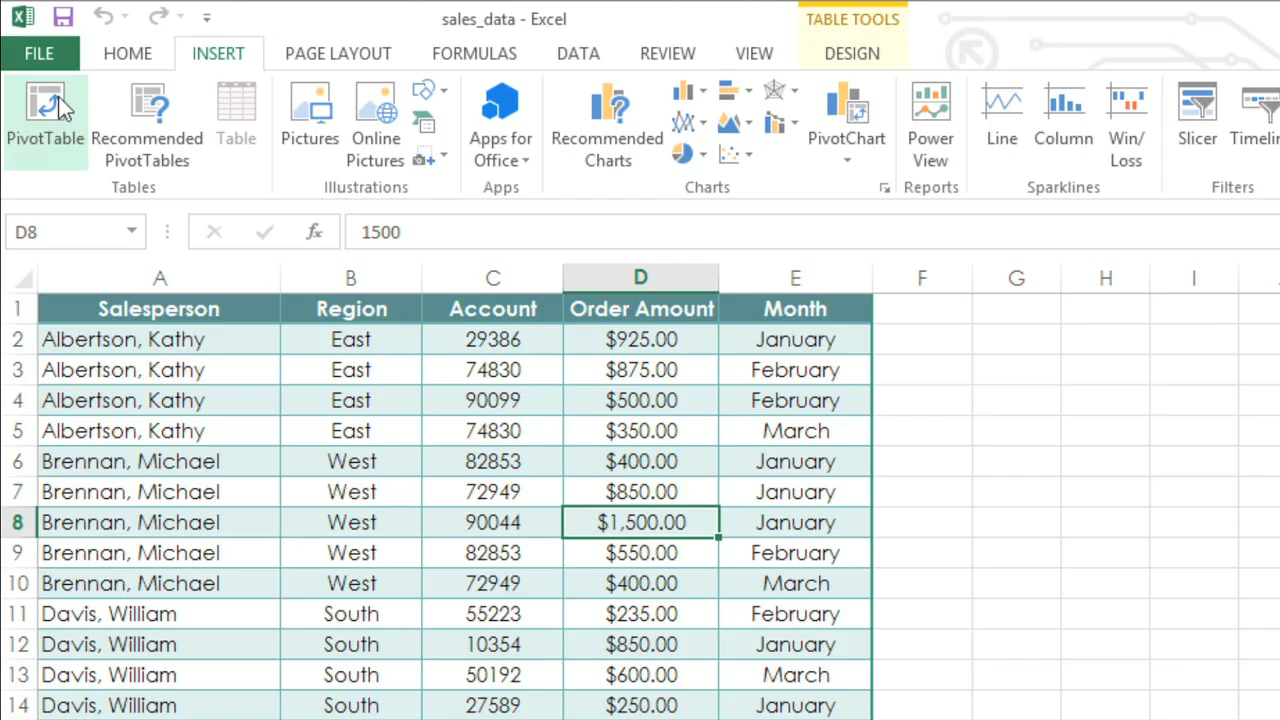 sales_data - Excel
TABLE TOOLS
FILE HOME INSERT PAGE LAYOUT FORMULAS DATA REVIEW VIEW DESIGN
PivotTable
Recommended PivotTables
Table
Pictures
Online Pictures
Apps for Office
Recommended Charts
PivotChart
Power View
Line
Column
Win/ Loss
Slicer
Tables Illustrations Apps Charts Reports Sparklines Filters
D8 fx 1500
A B C D E F G H I
1 Salesperson Region Account Order Amount Month
2 Albertson, Kathy East 29386 $925.00 January
3 Albertson, Kathy East 74830 $875.00 February
4 Albertson, Kathy East 90099 $500.00 February
5 Albertson, Kathy East 74830 $350.00 March
6 Brennan, Michael West 82853 $400.00 January
7 Brennan, Michael West 72949 $850.00 January
8 Brennan, Michael West 90044 $1,500.00 January
9 Brennan, Michael West 82853 $550.00 February
10 Brennan, Michael West 72949 $400.00 March
11 Davis, William South 55223 $235.00 February
12 Davis, William South 10354 $850.00 January
13 Davis, William South 50192 $600.00 March
14 Davis, William South 27589 $250.00 January